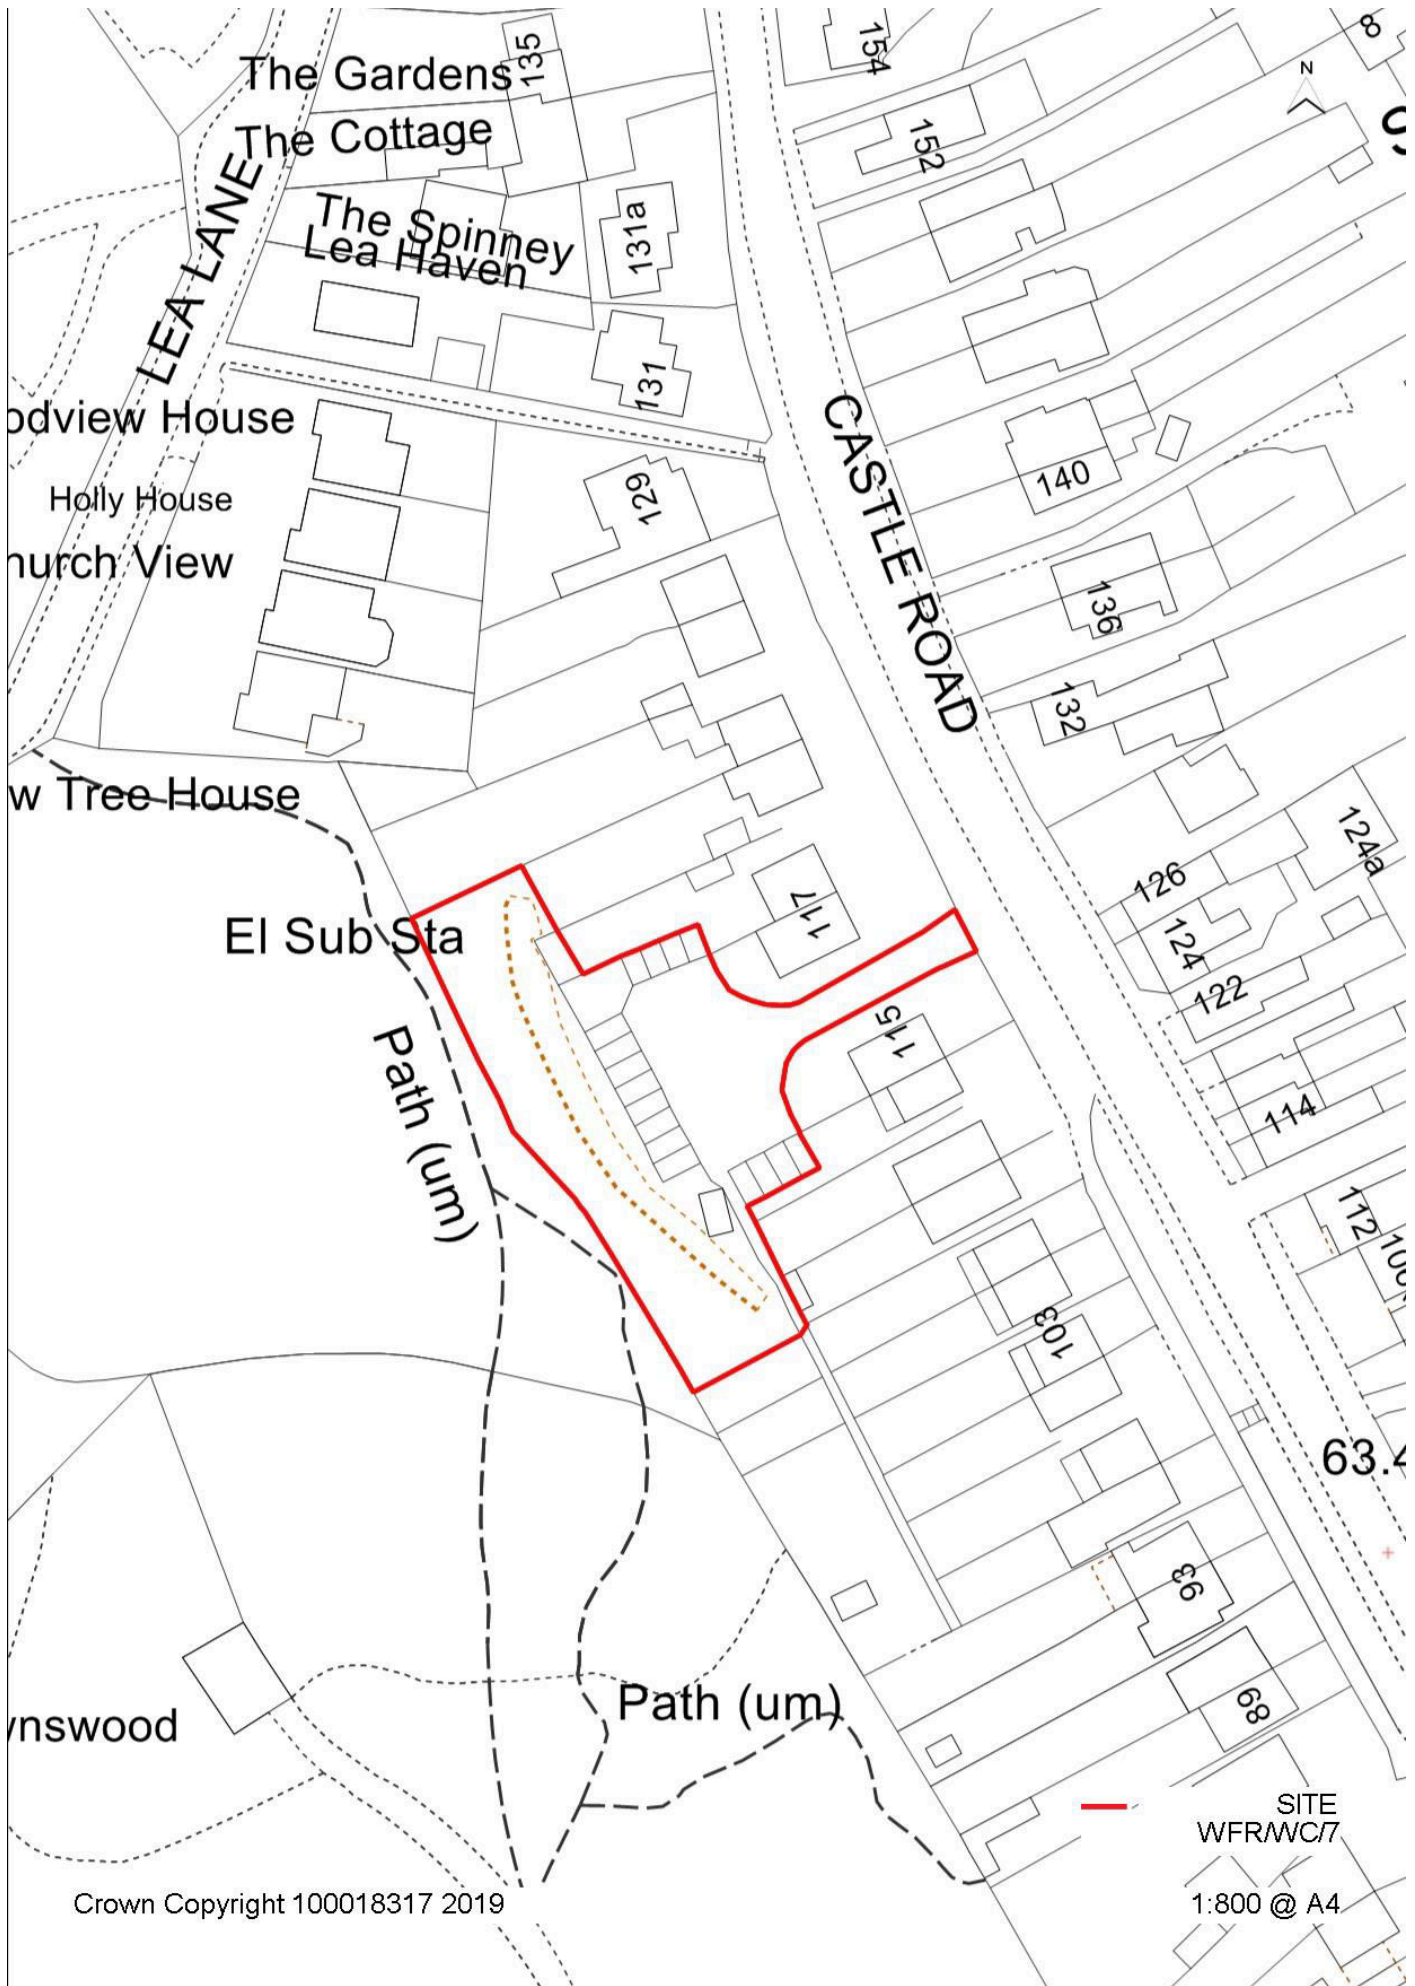 135
154
8
The Gardens
N
The Cottage
152
LEA LANE
The Spinney
131a
Lea Haven
131
odview House
CASTLE ROAD
140
129
Holly House
hurch View
136
132
w Tree House
124a
126
117
El Sub Sta
124
122
115
Path (um)
114
112
103
63.4
93
Path (um)
89
nswood
SITE
WFR/WC/7
Crown Copyright 100018317 2019
1:800 @ A4